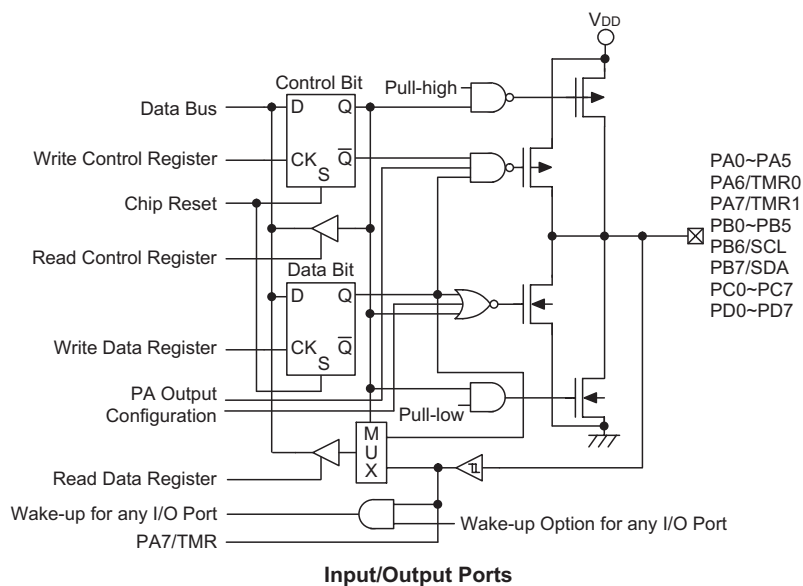 VDD
Control Bit
Pull-high
Data Bus
D
Q
Write Control Register
CK
Q
S
Chip Reset
Read Control Register
Data Bit
D
Q
Write Data Register
CK
Q
S
PA Output
Configuration
Pull-low
M
U
X
Read Data Register
Wake-up for any I/O Port
Wake-up Option for any I/O Port
PA7/TMR
PA0~PA5
PA6/TMR0
PA7/TMR1
PB0~PB5
PB6/SCL
PB7/SDA
PC0~PC7
PD0~PD7
Input/Output Ports